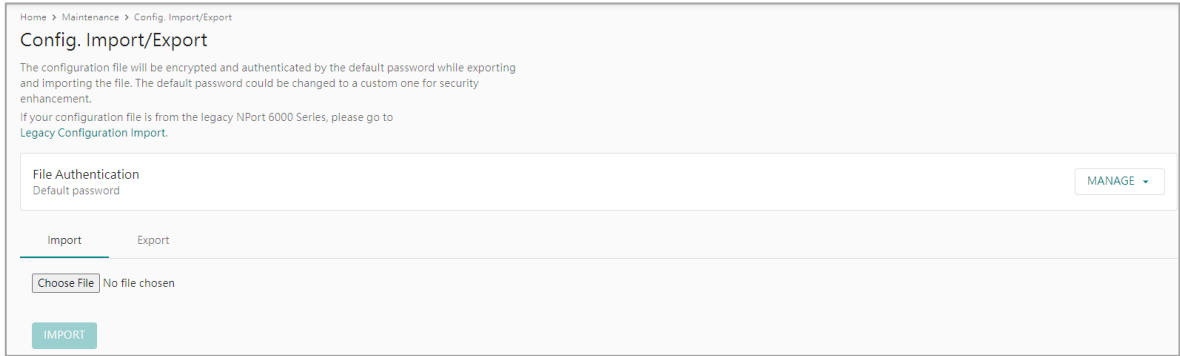 Home > Maintenance > Config. Import/Export
Config. Import/Export
The configuration file will be encrypted and authenticated by the default password while exporting
and importing the file. The default password could be changed to a custom one for security
enhancement.
If your configuration file is from the legacy NPort 6000 Series, please go to
Legacy Configuration Import.
File Authentication
Default password
MANAGE
Import Export
Choose File No file chosen
IMPORT